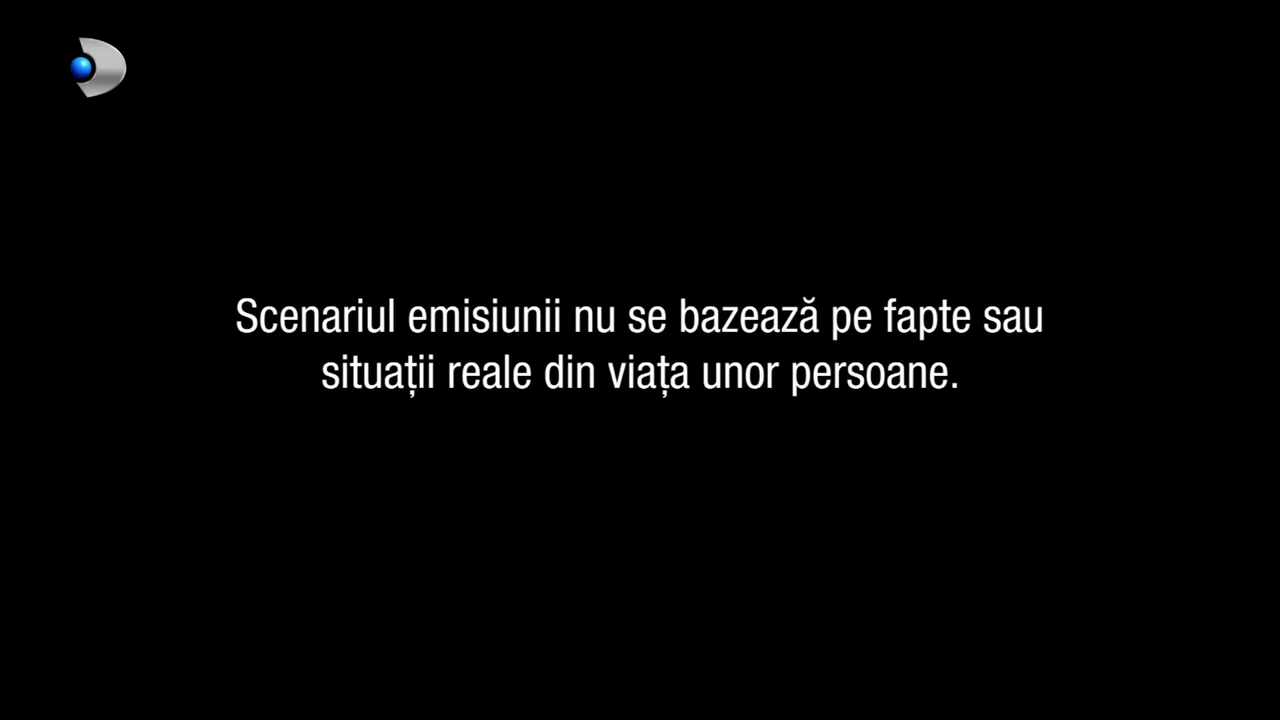 Scenariul emisiunii nu se bazează pe fapte sau
situații reale din viața unor persoane.